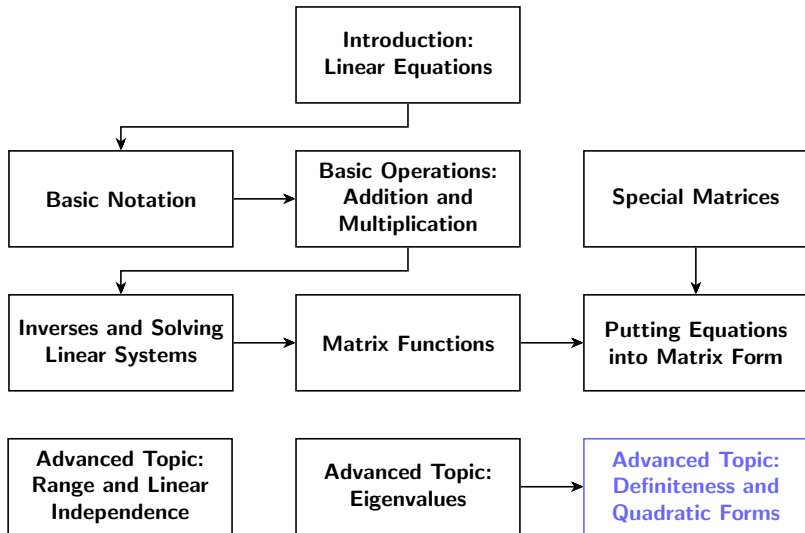 Introduction:
Linear Equations
Basic Notation
Basic Operations:
Addition and
Multiplication
Special Matrices
Inverses and Solving
Linear Systems
Matrix Functions
Putting Equations
into Matrix Form
Advanced Topic:
Range and Linear
Independence
Advanced Topic:
Eigenvalues
Advanced Topic:
Definiteness and
Quadratic Forms